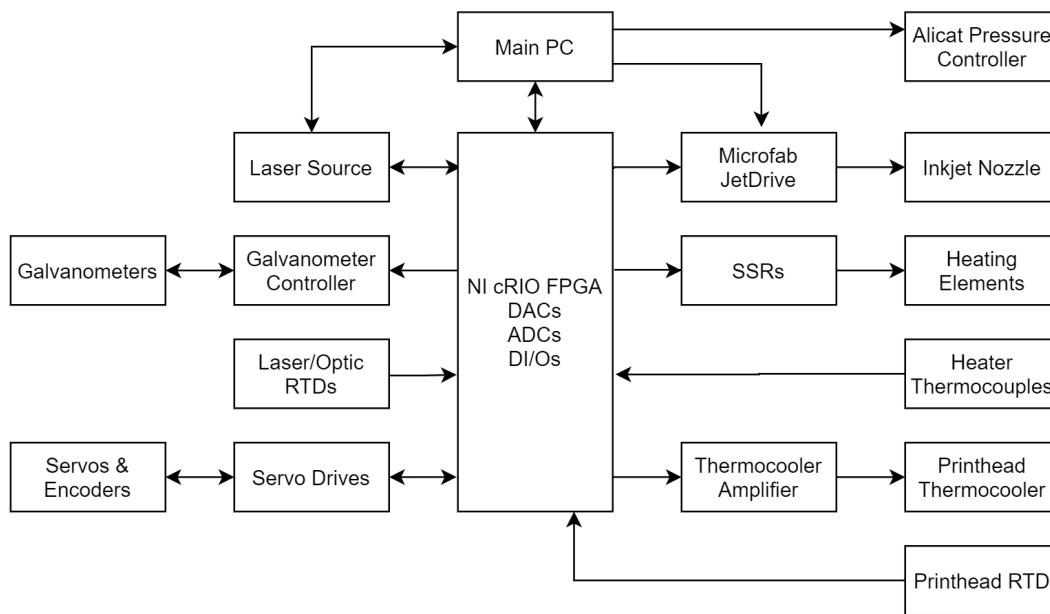 Main PC
Alicat Pressure
Controller
Laser Source
Microfab
JetDrive
Inkjet Nozzle
Galvanometers
Galvanometer
Controller
NI cRIO FPGA
DACs
ADCs
DI/Os
SSRs
Heating
Elements
Laser/Optic
RTDs
Heater
Thermocouples
Servos &
Encoders
Servo Drives
Thermocooler
Amplifier
Printhead
Thermocooler
Printhead RTD